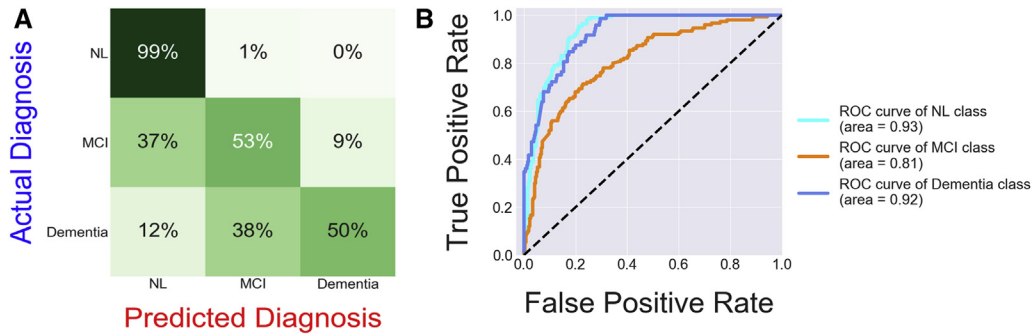 A
Actual Diagnosis
NL
99%
1%
0%
MCI
37%
53%
9%
Dementia
12%
38%
50%
NL
MCI
Dementia
Predicted Diagnosis
B
True Positive Rate
1.0
0.8
0.6
0.4
0.2
0.0
0.0
0.2
0.4
0.6
0.8
1.0
False Positive Rate
ROC curve of NL class
(area = 0.93)
ROC curve of MCI class
(area = 0.81)
ROC curve of Dementia class
(area = 0.92)